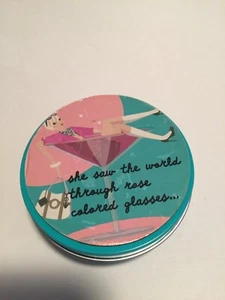 she saw the world
through rose
colored glasses...